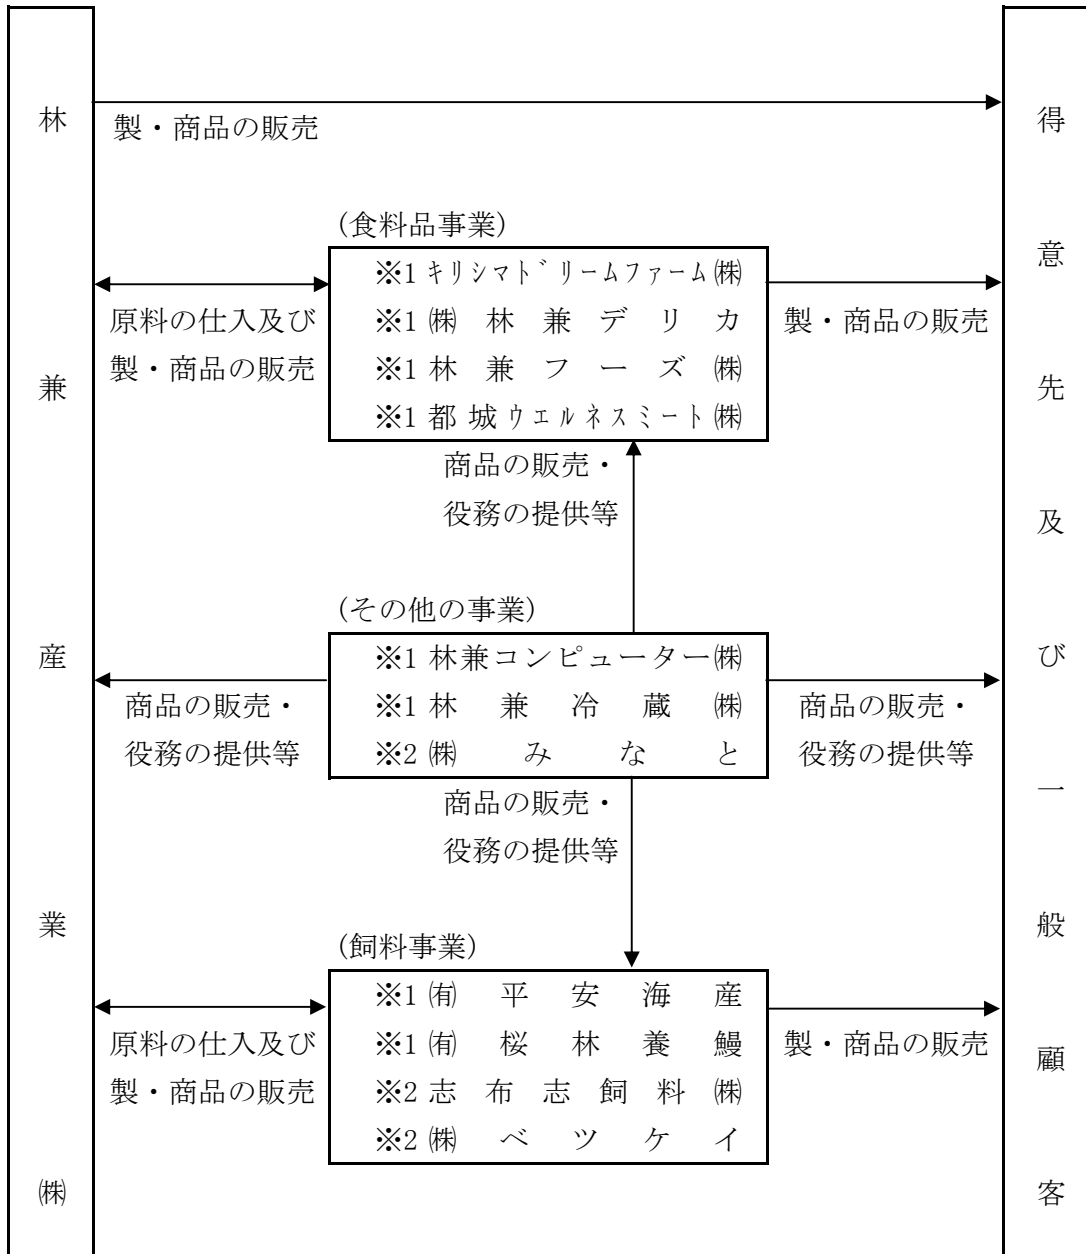 林兼産業㈱
製・商品の販売
(食料品事業)
※1 ｷﾘｼﾏﾄﾞﾘｰﾑﾌｧｰﾑ㈱
※1 ㈱林兼デリカ
※1 林兼フーズ㈱
※1 都城ｳｪﾙﾈｽﾐｰﾄ㈱
原料の仕入及び
製・商品の販売
製・商品の販売
商品の販売・
役務の提供等
(その他の事業)
※1 林兼コンピューター㈱
※1 林兼冷蔵㈱
※2 ㈱みなと
商品の販売・
役務の提供等
商品の販売・
役務の提供等
商品の販売・
役務の提供等
(飼料事業)
※1 ㈲平安海産
※1 ㈲桜林養鰻
※2 志布志飼料㈱
※2 ㈱ベツケイ
原料の仕入及び
製・商品の販売
製・商品の販売
得意先及び一般顧客